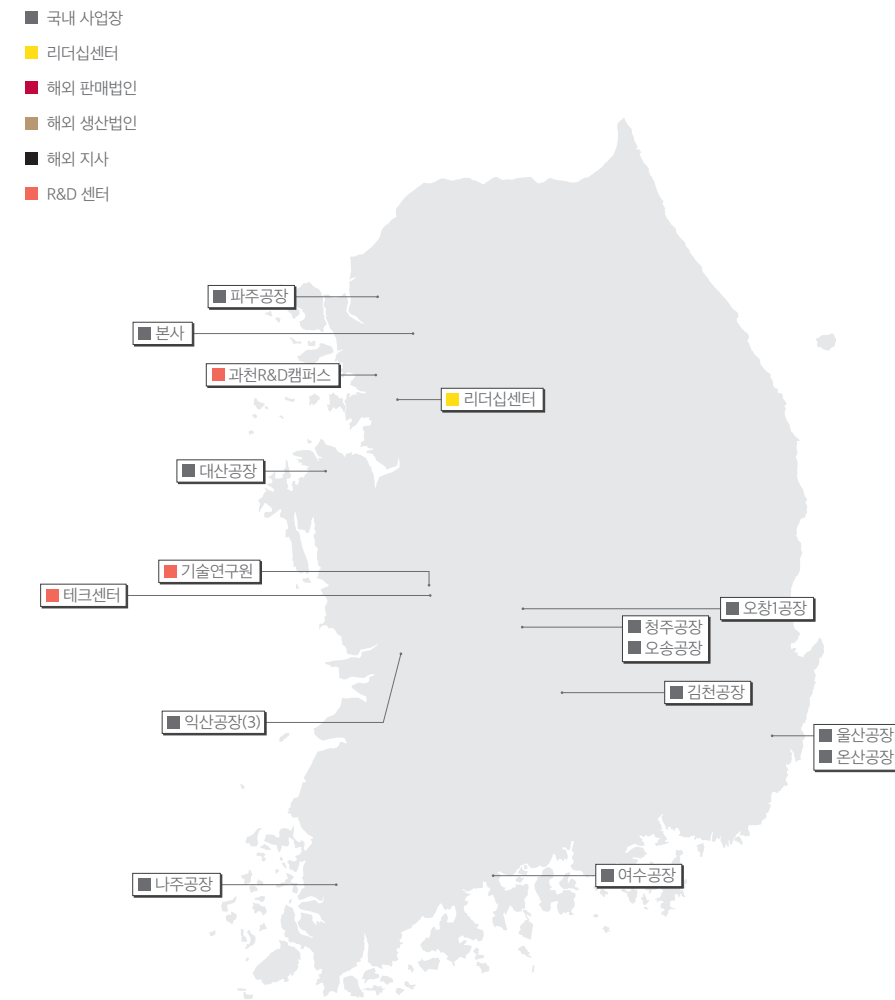 국내 사업장
리더십센터
해외 판매법인
해외 생산법인
해외 지사
R&D 센터
파주공장
본사
과천R&D캠퍼스
리더십센터
대산공장
기술연구원
테크센터
오창1공장
청주공장
오송공장
김천공장
익산공장(3)
울산공장
온산공장
여수공장
나주공장